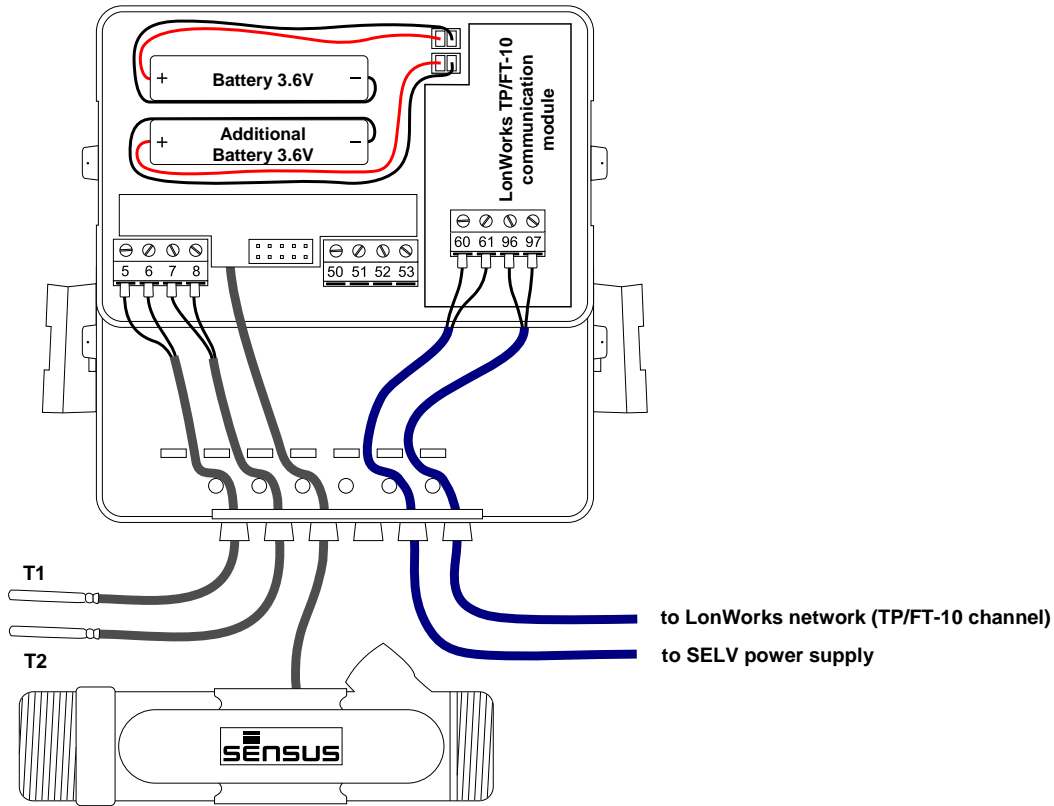 + Battery 3.6V −
+ Additional −
Battery 3.6V
LonWorks TP/FT-10
communication
module
60 61 96 97
5 6 7 8
50 51 52 53
T1
T2
to LonWorks network (TP/FT-10 channel)
to SELV power supply
sensus